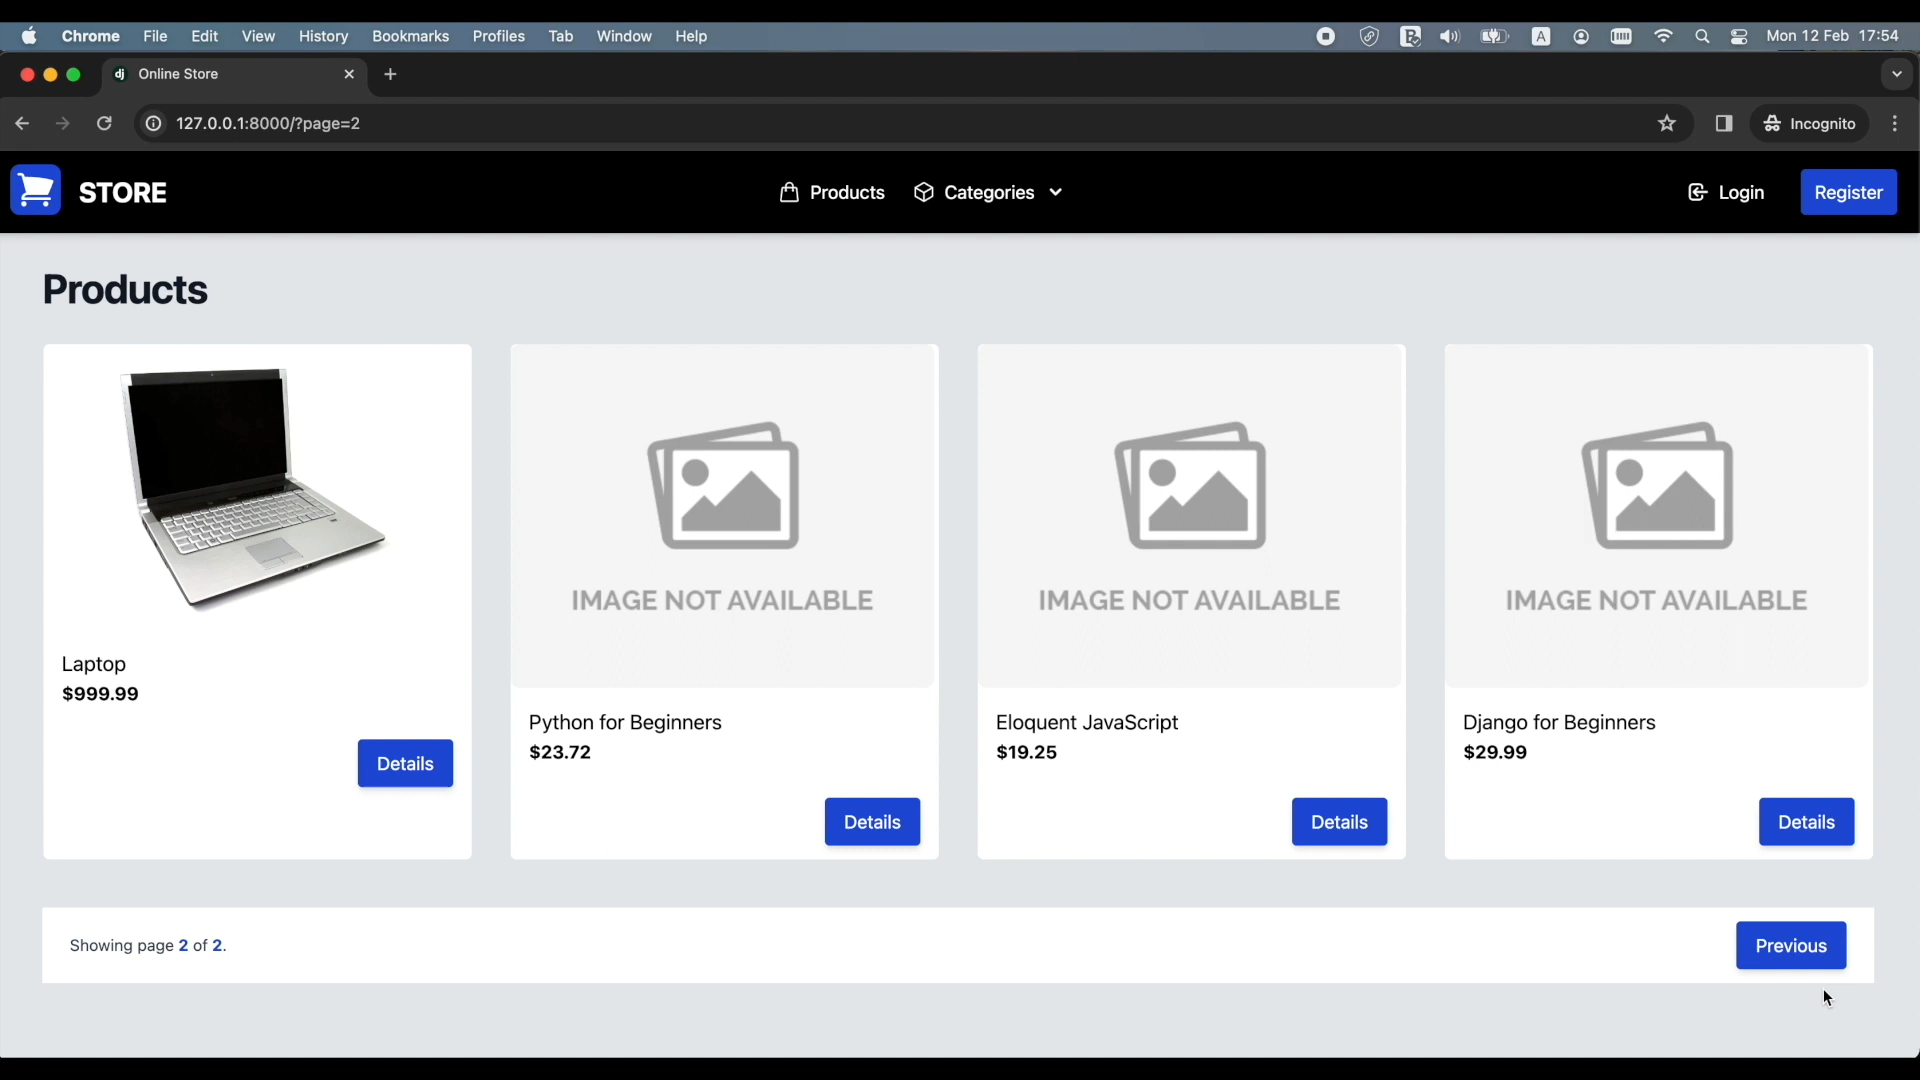 Chrome File Edit View History Bookmarks Profiles Tab Window Help A Mon 12 Feb 17:54
dj Online Store
127.0.0.1:8000/?page=2 Incognito
STORE Products Categories Login Register
Products
IMAGE NOT AVAILABLE IMAGE NOT AVAILABLE IMAGE NOT AVAILABLE
Laptop
$999.99
Details
Python for Beginners
$23.72
Details
Eloquent JavaScript
$19.25
Details
Django for Beginners
$29.99
Details
Showing page 2 of 2. Previous